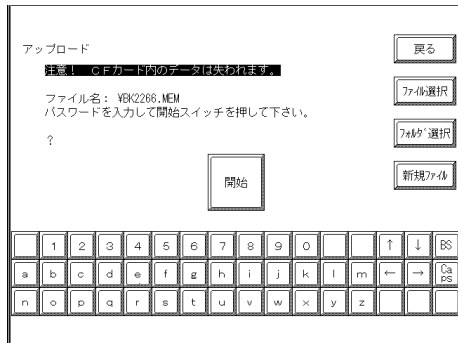 アップロード
注意！　ＣＦカード内のデータは失われます。
ファイル名： ¥BK2266.MEM
パスワードを入力して開始スイッチを押して下さい。
?
戻る
ファイル選択
フォルダ選択
新規ファイル
開始
1 2 3 4 5 6 7 8 9 0 ↑ ↓ BS
a b c d e f g h i j k l m ← → Caps
n o p q r s t u v w x y z